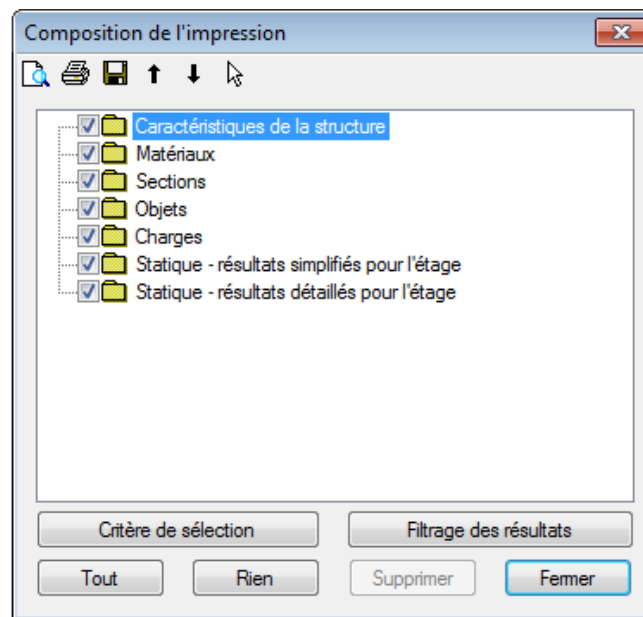 Composition de l'impression
Caractéristiques de la structure
Matériaux
Sections
Objets
Charges
Statique - résultats simplifiés pour l'étage
Statique - résultats détaillés pour l'étage
Critère de sélection Filtrage des résultats
Tout Rien Supprimer Fermer